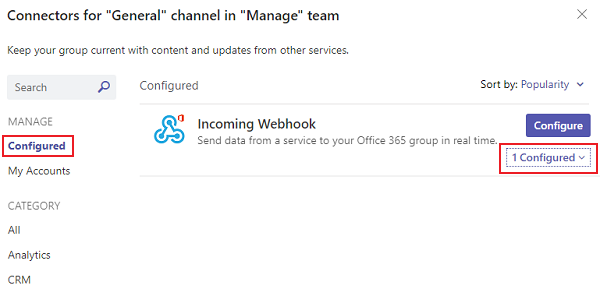 Connectors for "General" channel in "Manage" team
Keep your group current with content and updates from other services.
Search
Configured
Sort by: Popularity
MANAGE
Configured
My Accounts
CATEGORY
All
Analytics
CRM
Incoming Webhook
Send data from a service to your Office 365 group in real time.
Configure
1 Configured